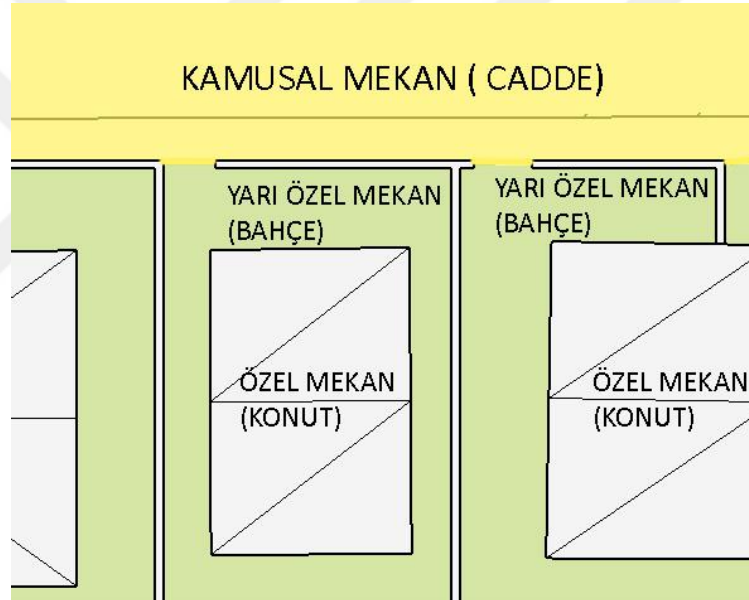 KAMUSAL MEKAN ( CADDE)
YARI ÖZEL MEKAN
(BAHÇE)
YARI ÖZEL MEKAN
(BAHÇE)
ÖZEL MEKAN
(KONUT)
ÖZEL MEKAN
(KONUT)